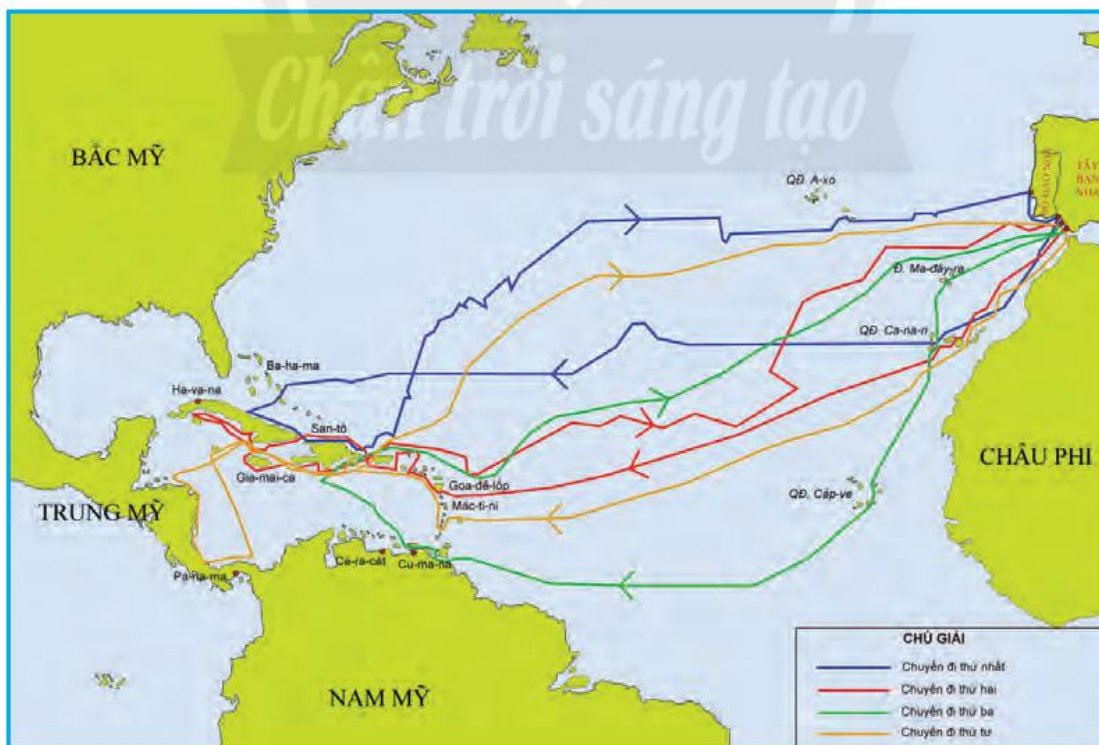 Chân trời sáng tạo
BẮC MỸ
QĐ. A-xo
TÂY
BAN
NHA
Đ. Ma-đây-ra
QĐ. Ca-na-ri
Ba-ha-ma
Ha-va-na
San-tô
Gia-mai-ca
Goa-đê-lốp
Mác-ti-ni
CHÂU PHI
QĐ. Cáp-ve
TRUNG MỸ
Pa-na-ma
Ca-ra-cát
Cu-ma-na
NAM MỸ
CHÚ GIẢI
Chuyến đi thứ nhất
Chuyến đi thứ hai
Chuyến đi thứ ba
Chuyến đi thứ tư